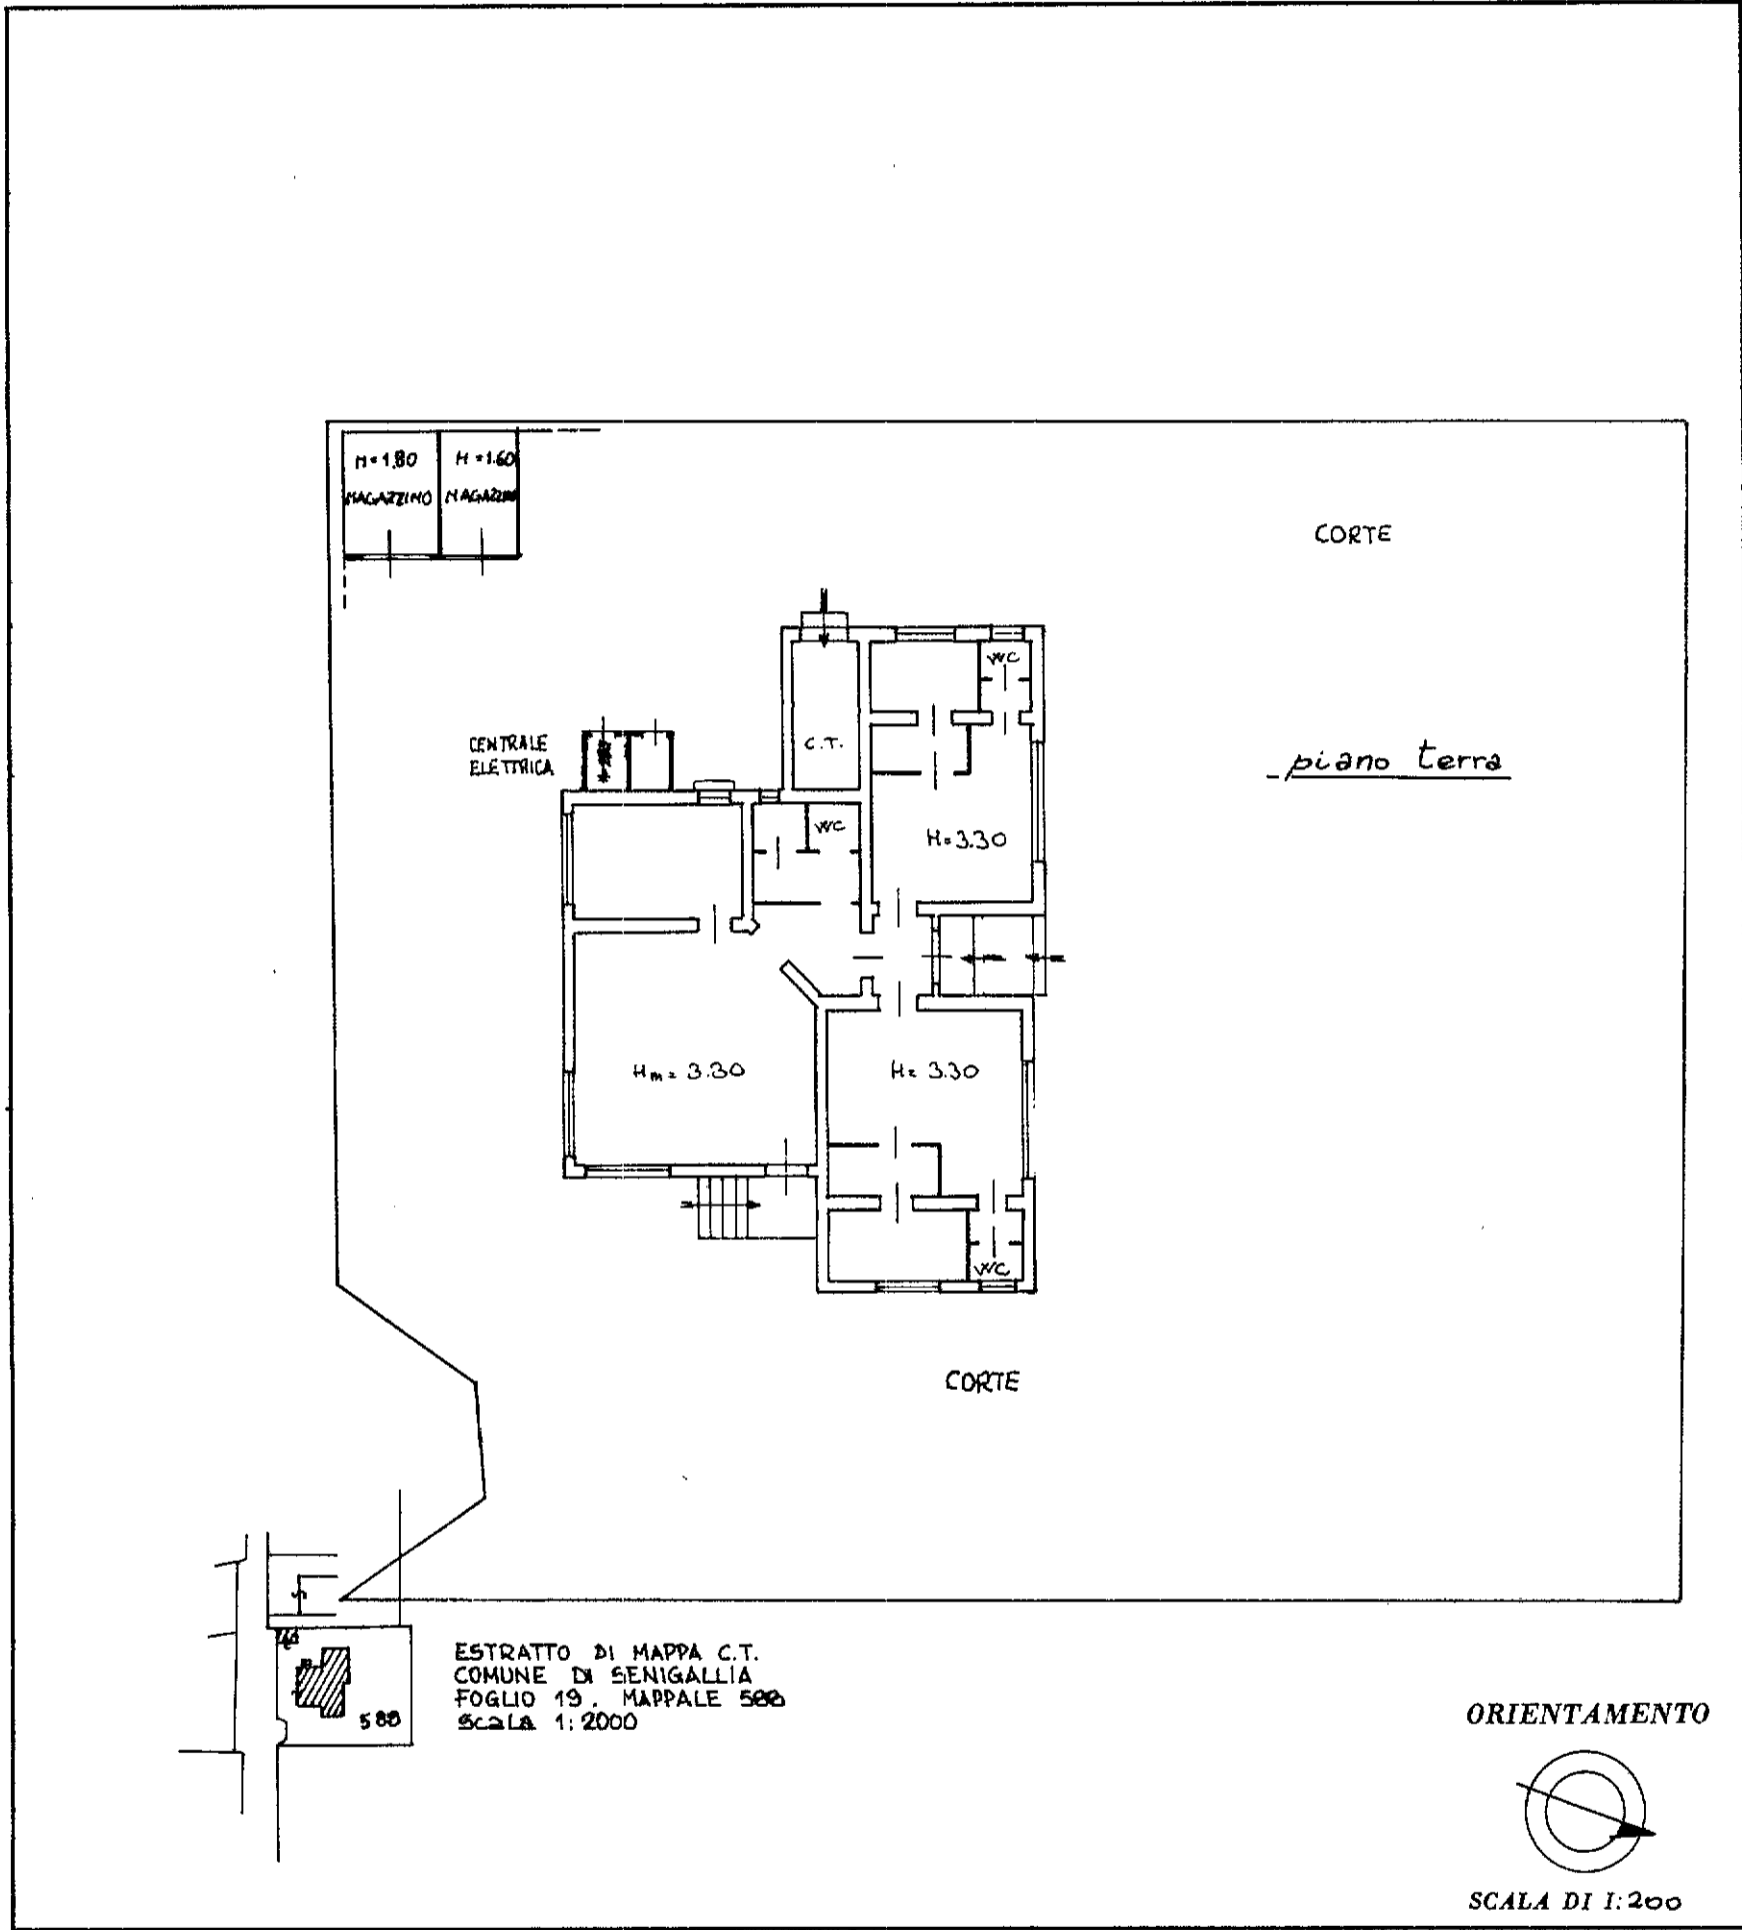 H=1.80
H=1.60
MAGAZZINO
MAGAZZINO
CORTE
WC
CENTRALE
ELETTRICA
C.T.
piano terra
WC
H=3.30
Hm= 3.30
H= 3.30
WC
CORTE
ESTRATTO DI MAPPA C.T.
COMUNE DI SENIGALLIA
FOGLIO 19. MAPPALE 588
SCALA 1:2000
588
ORIENTAMENTO
SCALA DI 1:200